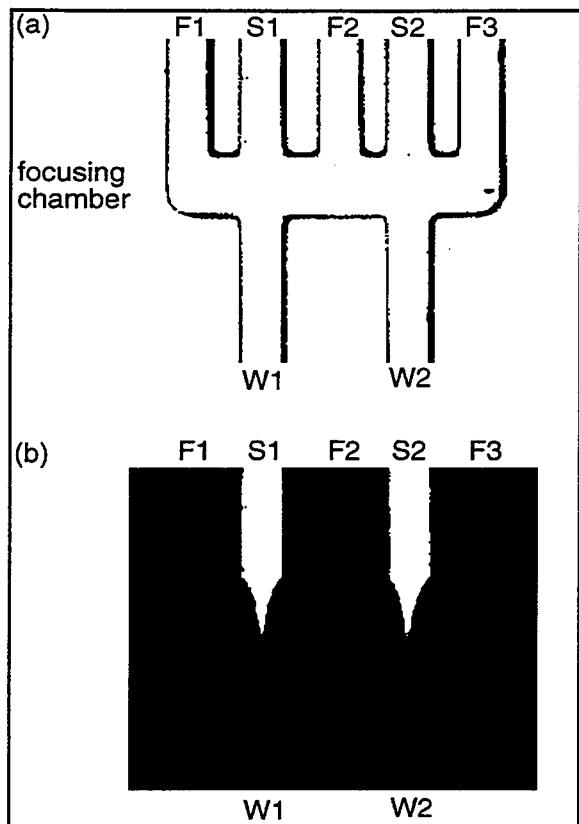 (a) F1 S1 F2 S2 F3
focusing
chamber
W1 W2
(b) F1 S1 F2 S2 F3
W1 W2